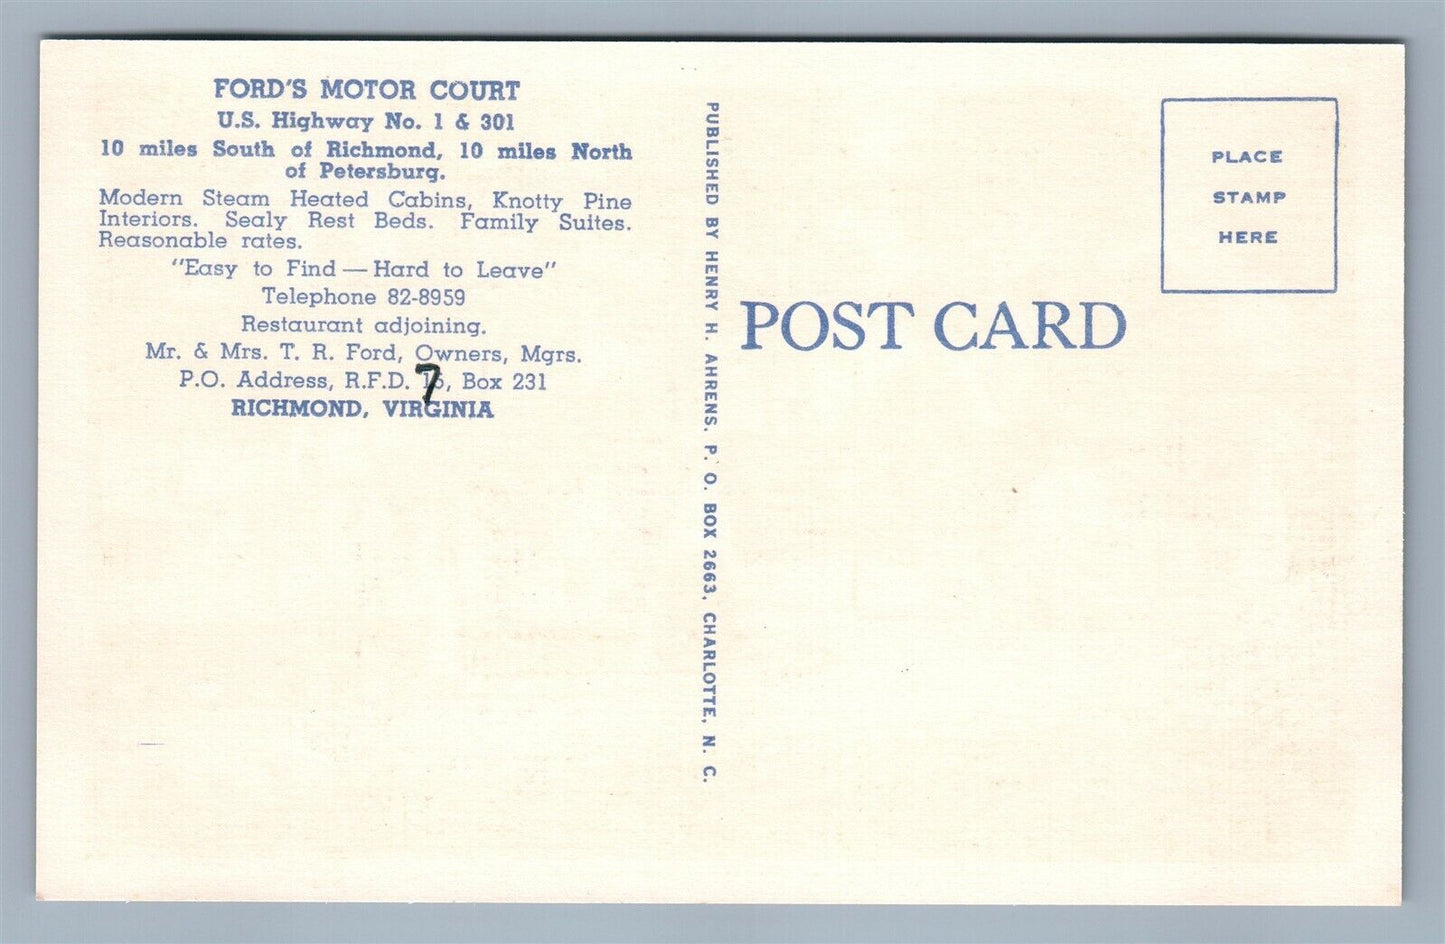 FORD'S MOTOR COURT
U.S. Highway No. 1 & 301
10 miles South of Richmond, 10 miles North
of Petersburg.
Modern Steam Heated Cabins, Knotty Pine
Interiors. Sealy Rest Beds. Family Suites.
Reasonable rates.
"Easy to Find — Hard to Leave"
Telephone 82-8959
Restaurant adjoining.
Mr. & Mrs. T. R. Ford, Owners, Mgrs.
P.O. Address, R.F.D. 7, Box 231
RICHMOND, VIRGINIA
PUBLISHED BY HENRY H. AHRENS, P. O. BOX 2663, CHARLOTTE, N. C.
POST CARD
PLACE
STAMP
HERE